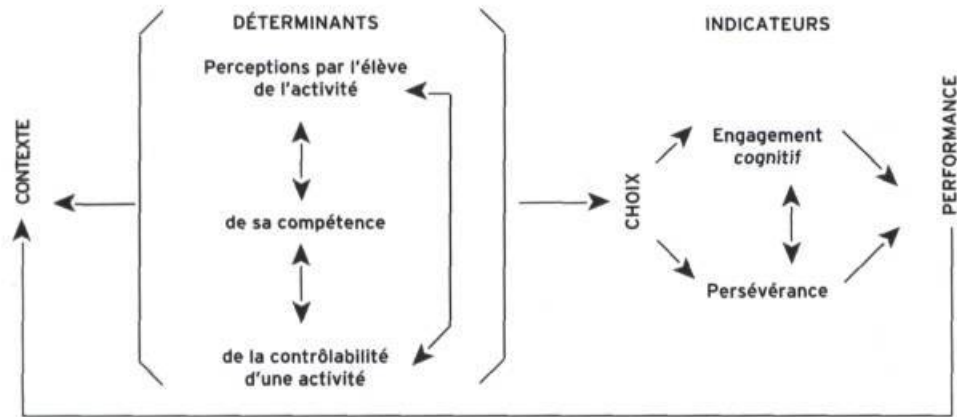 DÉTERMINANTS
INDICATEURS
Perceptions par l'élève
de l'activité
CONTEXTE
de sa compétence
de la contrôlabilité
d'une activité
CHOIX
Engagement
cognitif
Persévérance
PERFORMANCE